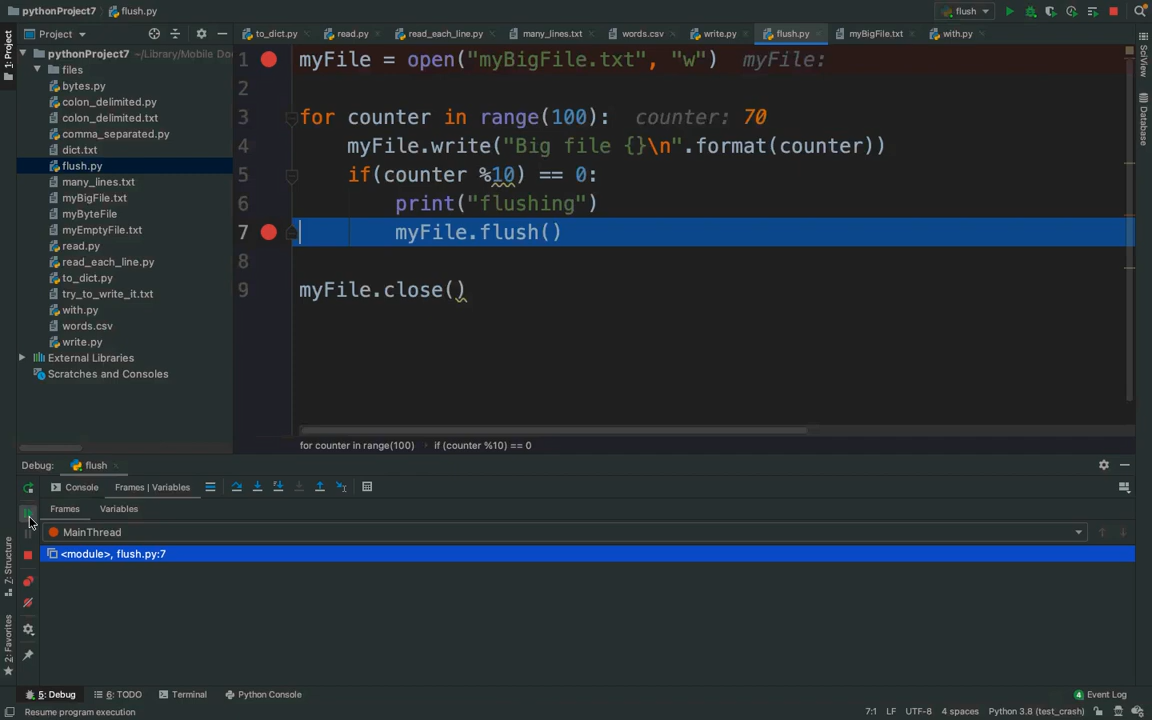 pythonProject7 flush.py flush
Project to_dict.py read.py read_each_line.py many_lines.txt words.csv write.py flush.py myBigFile.txt with.py
1: Project
SciView
Database
pythonProject7 ~/Library/Mobile Do
files
bytes.py
colon_delimited.py
colon_delimited.txt
comma_separated.py
dict.txt
flush.py
many_lines.txt
myBigFile.txt
myByteFile
myEmptyFile.txt
read.py
read_each_line.py
to_dict.py
try_to_write_it.txt
with.py
words.csv
write.py
External Libraries
Scratches and Consoles
1 myFile = open("myBigFile.txt", "w") myFile:
2
3 for counter in range(100): counter: 70
4 myFile.write("Big file {}\n".format(counter))
5 if(counter %10) == 0:
6 print("flushing")
7 myFile.flush()
8
9 myFile.close()
for counter in range(100) › if (counter %10) == 0
Debug: flush
Console Frames | Variables
Frames Variables
MainThread
<module>, flush.py:7
7: Structure
2: Favorites
5: Debug 6: TODO Terminal Python Console 4 Event Log
Resume program execution 7:1 LF UTF-8 4 spaces Python 3.8 (test_crash)